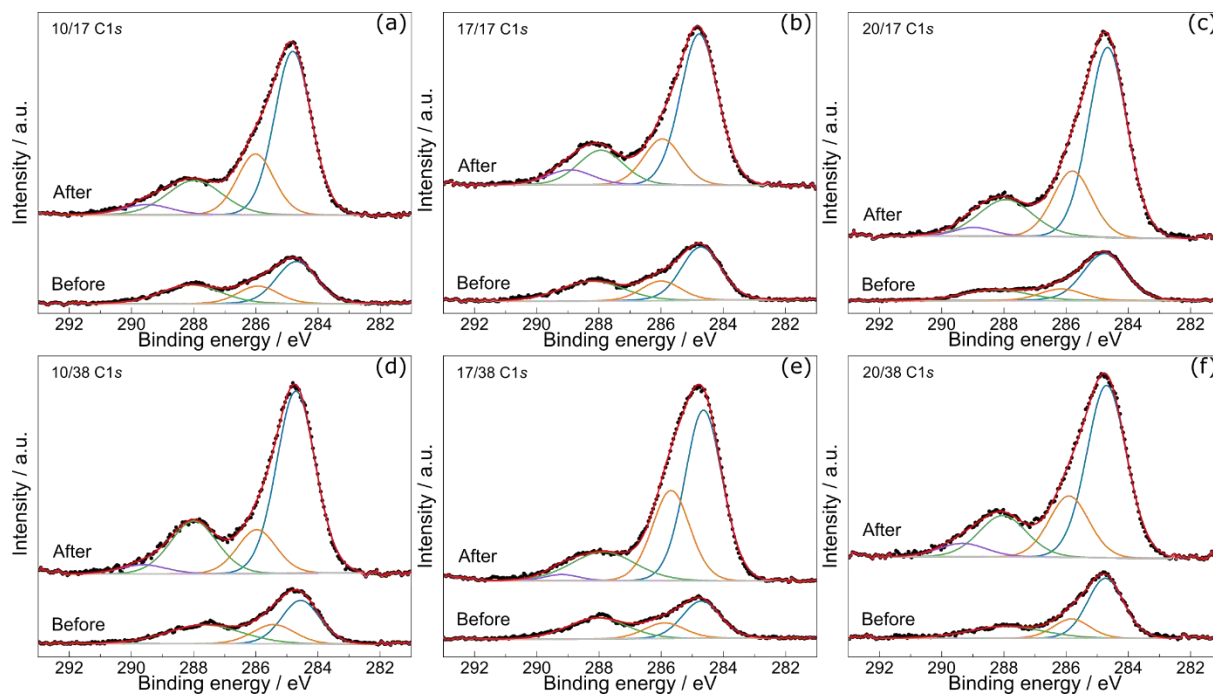 10/17 C1s
(a)
Intensity / a.u.
After
Before
292 290 288 286 284 282
Binding energy / eV
17/17 C1s
(b)
Intensity / a.u.
After
Before
292 290 288 286 284 282
Binding energy / eV
20/17 C1s
(c)
Intensity / a.u.
After
Before
292 290 288 286 284 282
Binding energy / eV
10/38 C1s
(d)
Intensity / a.u.
After
Before
292 290 288 286 284 282
Binding energy / eV
17/38 C1s
(e)
Intensity / a.u.
After
Before
292 290 288 286 284 282
Binding energy / eV
20/38 C1s
(f)
Intensity / a.u.
After
Before
292 290 288 286 284 282
Binding energy / eV